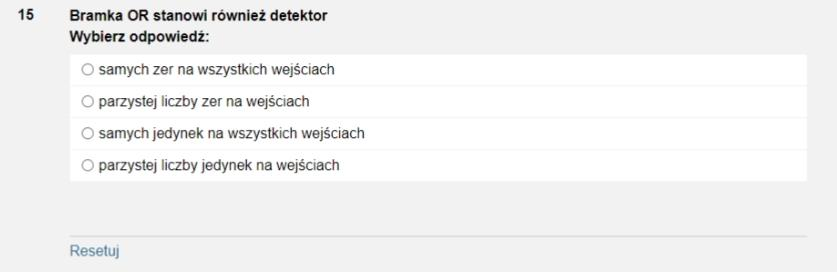 15 Bramka OR stanowi również detektor
Wybierz odpowiedź:
samych zer na wszystkich wejściach
parzystej liczby zer na wejściach
samych jedynek na wszystkich wejściach
parzystej liczby jedynek na wejściach
Resetuj